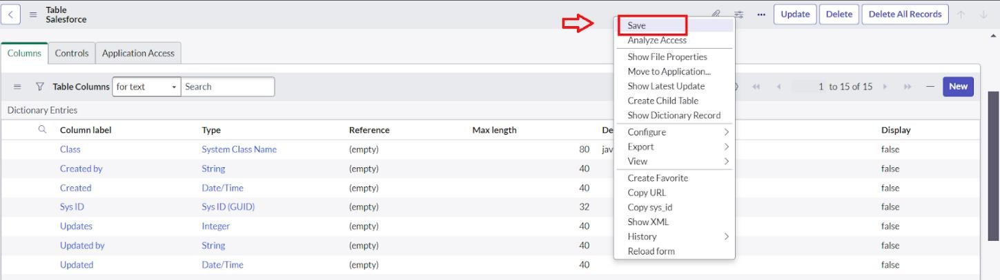 Table
Salesforce
Update
Delete
Delete All Records
Columns
Controls
Application Access
Table Columns
for text
Search
1 to 15 of 15
New
Dictionary Entries
Column label Type Reference Max length Display
Class System Class Name (empty) 80 jav false
Created by String (empty) 40 false
Created Date/Time (empty) 40 false
Sys ID Sys ID (GUID) (empty) 32 false
Updates Integer (empty) 40 false
Updated by String (empty) 40 false
Updated Date/Time (empty) 40 false
Save
Analyze Access
Show File Properties
Move to Application...
Show Latest Update
Create Child Table
Show Dictionary Record
Configure
Export
View
Create Favorite
Copy URL
Copy sys_id
Show XML
History
Reload form